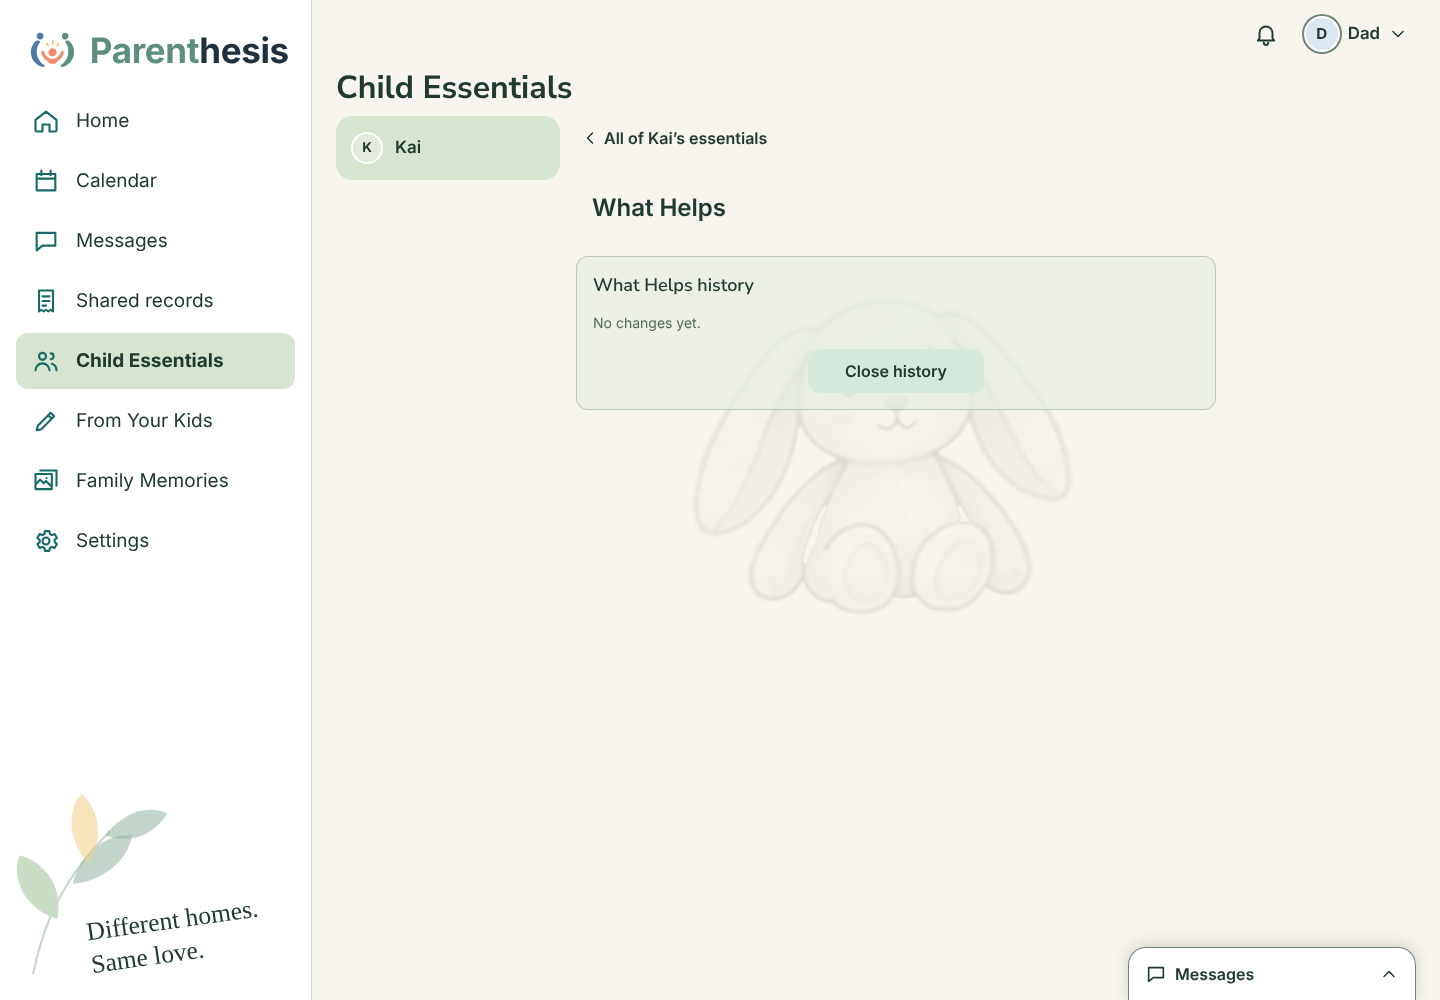 Parenthesis
Home
Calendar
Messages
Shared records
Child Essentials
From Your Kids
Family Memories
Settings
Different homes.
Same love.
D Dad
Child Essentials
K Kai
All of Kai’s essentials
What Helps
What Helps history
No changes yet.
Close history
Messages